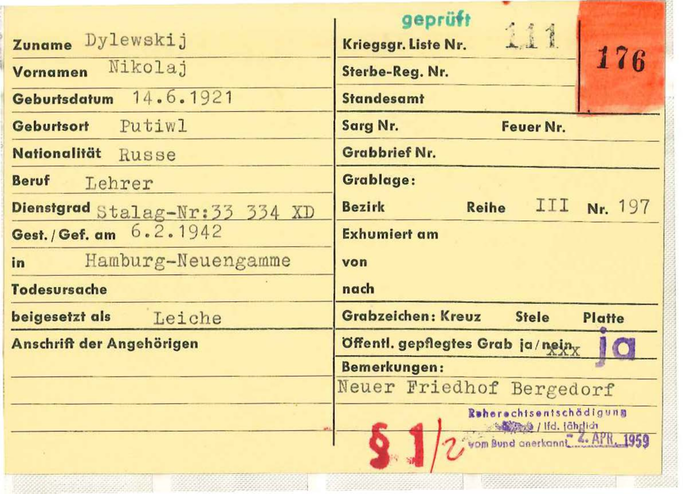 geprüft
Zuname Dylewskij
Vornamen Nikolaj
Geburtsdatum 14.6.1921
Geburtsort Putiwl
Nationalität Russe
Beruf Lehrer
Dienstgrad Stalag-Nr:33 334 XD
Gest./Gef. am 6.2.1942
in Hamburg-Neuengamme
Todesursache
beigesetzt als Leiche
Anschrift der Angehörigen
Kriegsgr. Liste Nr. 111
176
Sterbe-Reg. Nr.
Standesamt
Sarg Nr. Feuer Nr.
Grabbrief Nr.
Grablage:
Bezirk Reihe III Nr. 197
Exhumiert am
von
nach
Grabzeichen: Kreuz Stele Platte
Öffentl. gepflegtes Grab ja/nein xxx ja
Bemerkungen:
Neuer Friedhof Bergedorf
Ruherechtsentschädigung
/ lfd. jährlich
vom Bund anerkannt - 2. APR. 1959
§ 1/2